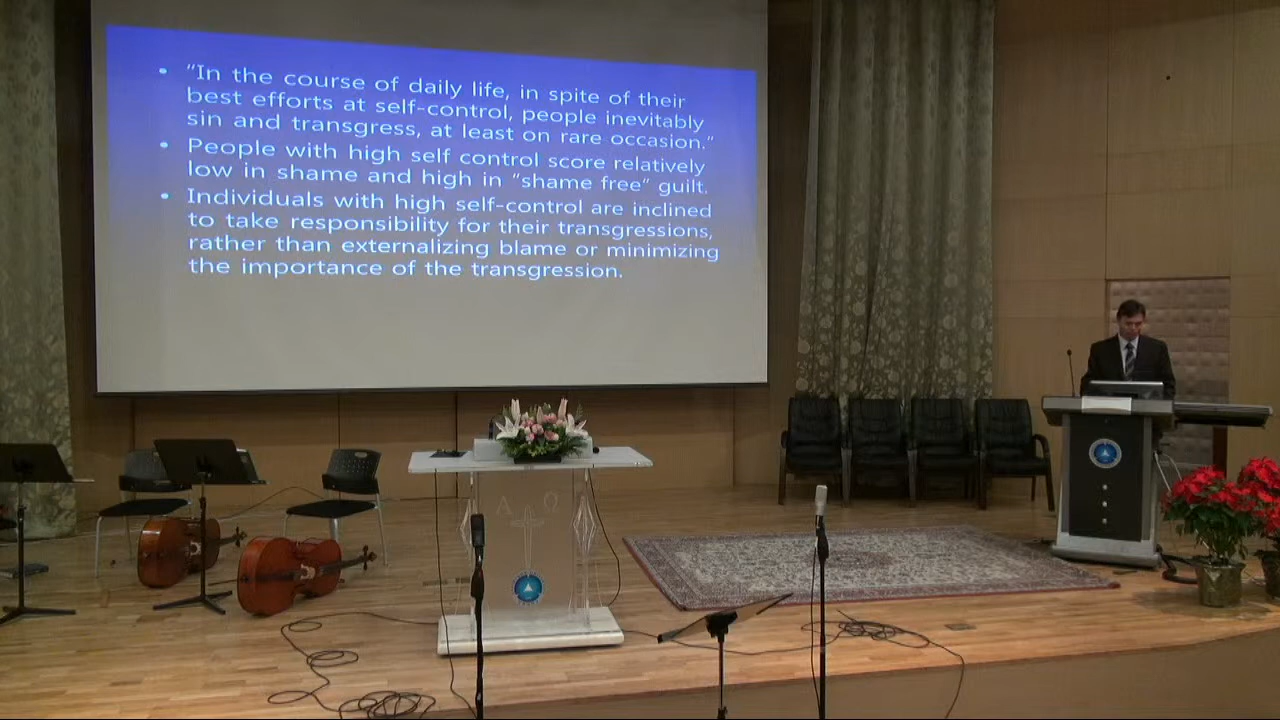 • “In the course of daily life, in spite of their
best efforts at self-control, people inevitably
sin and transgress, at least on rare occasion.”
• People with high self control score relatively
low in shame and high in “shame free” guilt.
• Individuals with high self-control are inclined
to take responsibility for their transgressions,
rather than externalizing blame or minimizing
the importance of the transgression.
Α Ω